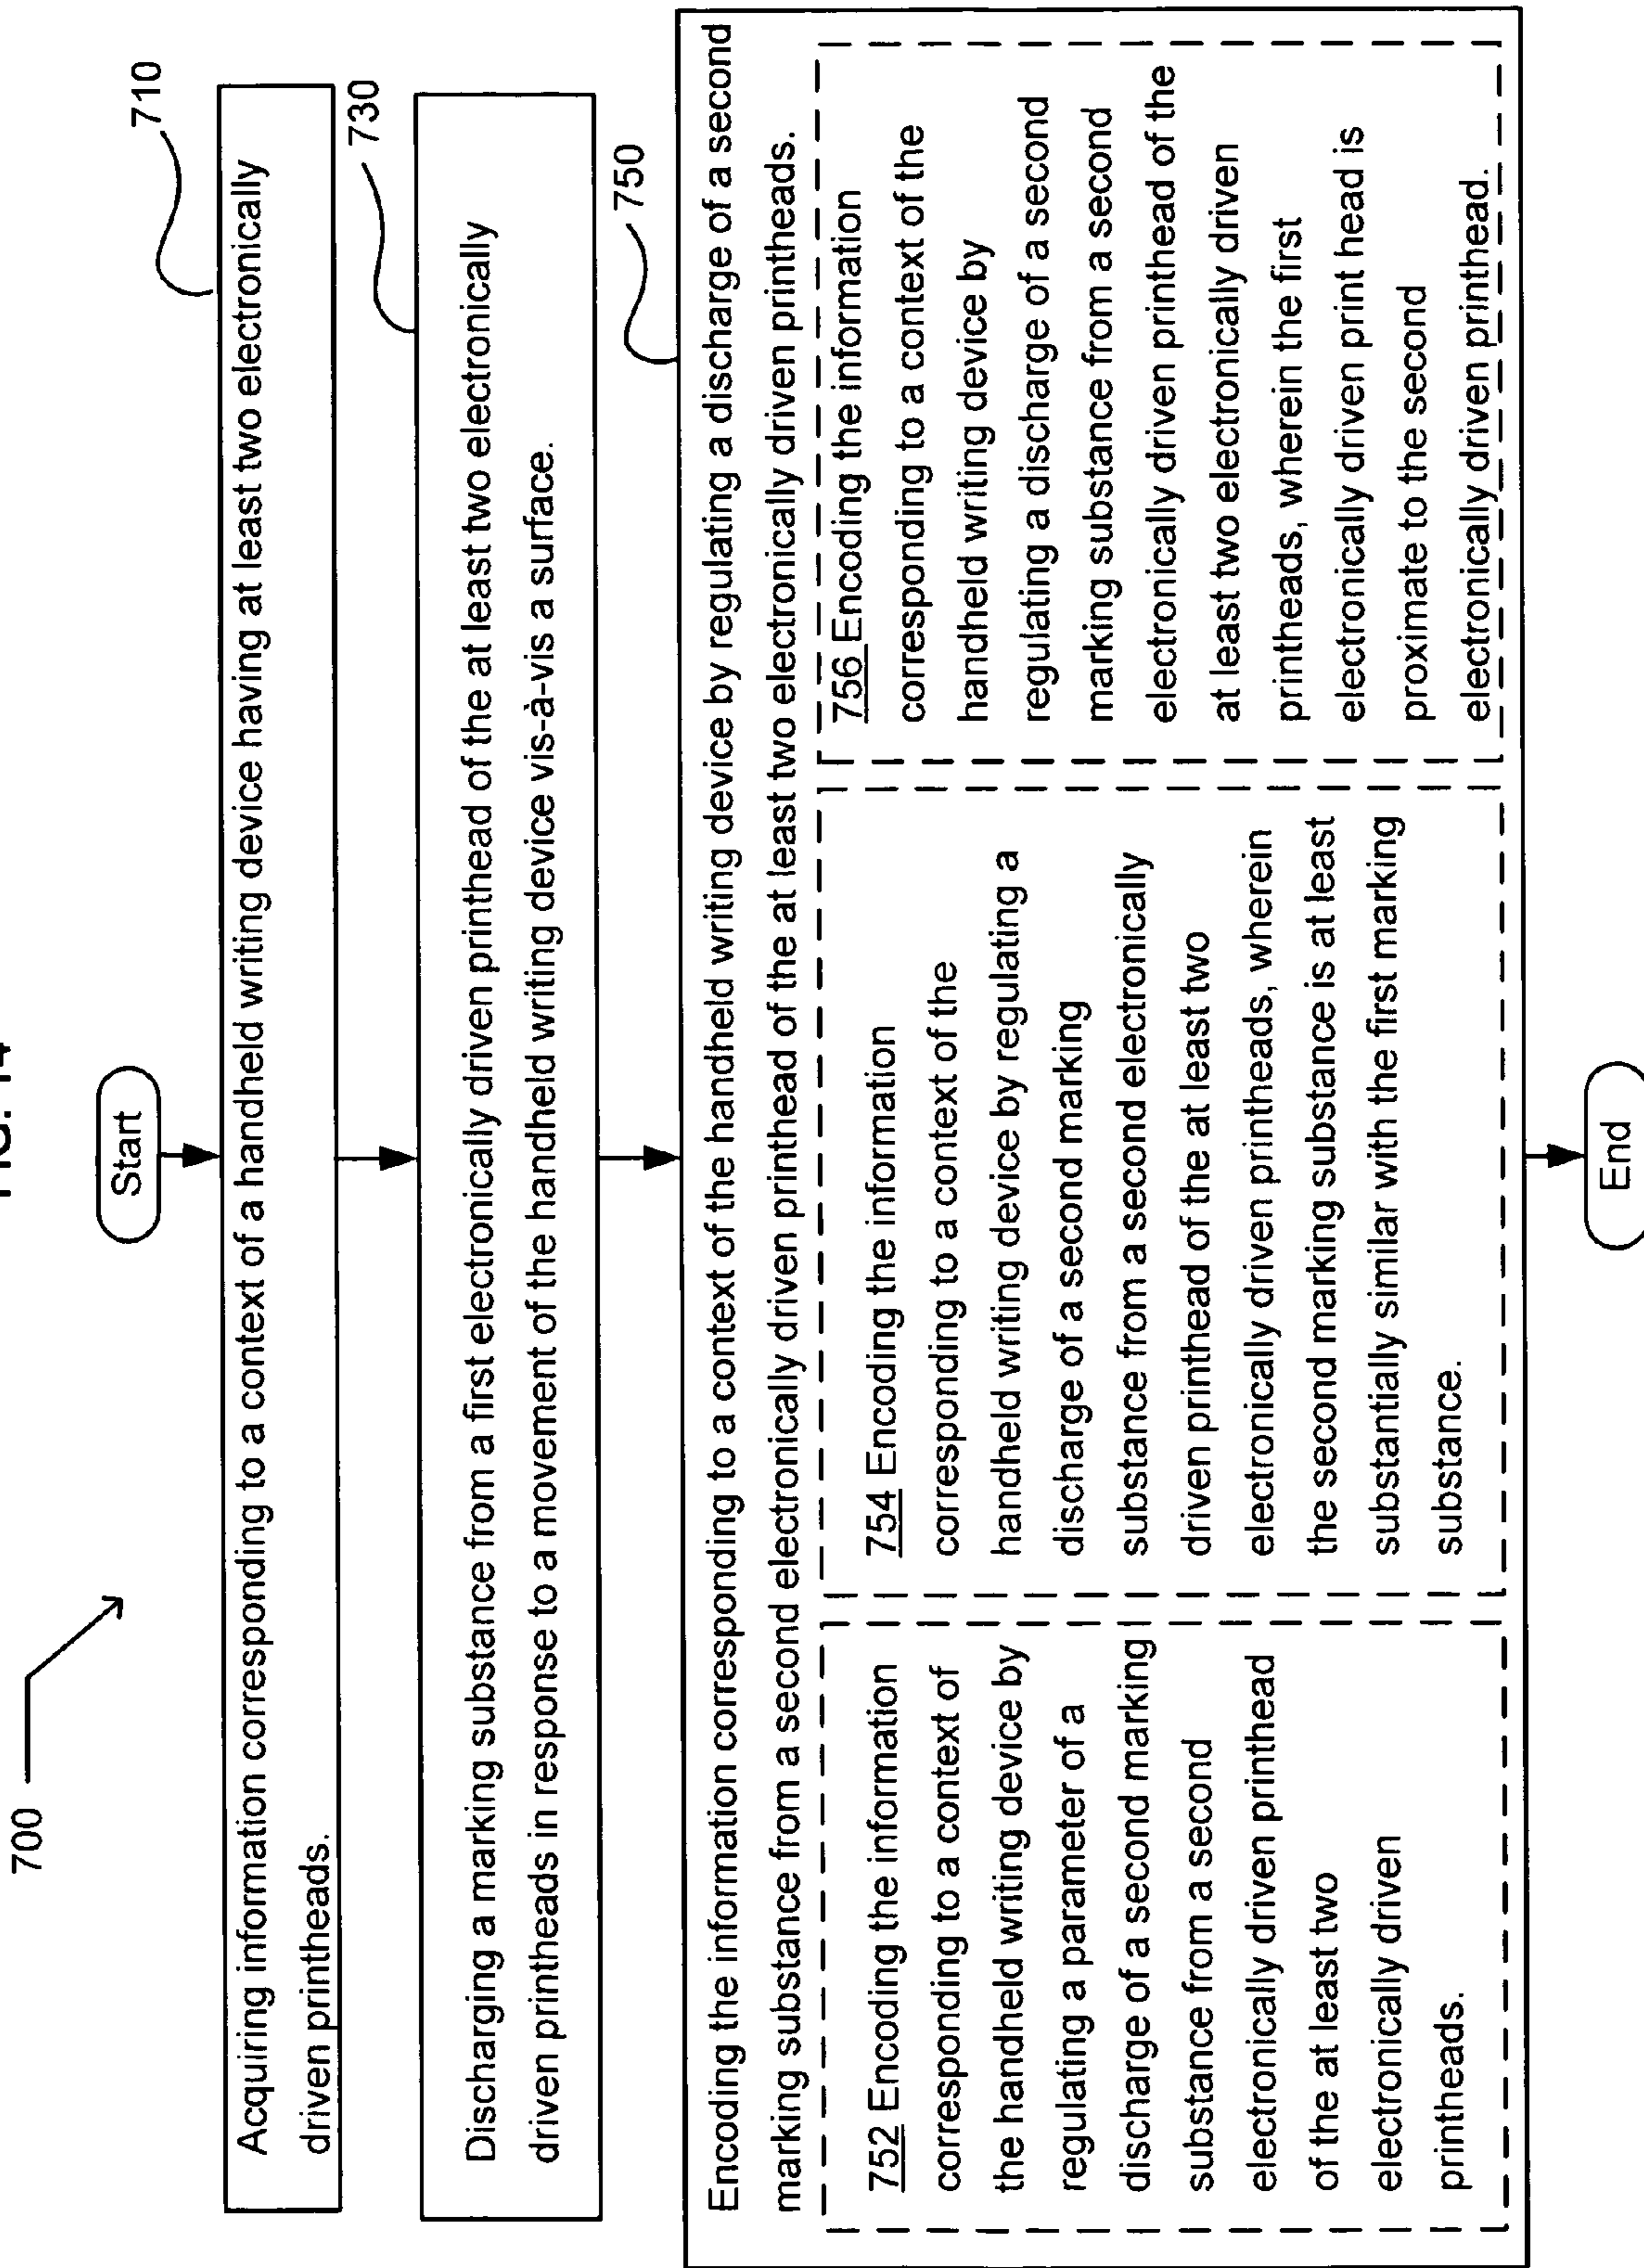 700
Start
710
Acquiring information corresponding to a context of a handheld writing device having at least two electronically
driven printheads.
730
Discharging a marking substance from a first electronically driven printhead of the at least two electronically
driven printheads in response to a movement of the handheld writing device vis-à-vis a surface.
750
Encoding the information corresponding to a context of the handheld writing device by regulating a discharge of a second
marking substance from a second electronically driven printhead of the at least two electronically driven printheads.
752 Encoding the information
corresponding to a context of
the handheld writing device by
regulating a parameter of a
discharge of a second marking
substance from a second
electronically driven printhead
of the at least two
electronically driven
printheads.
754 Encoding the information
corresponding to a context of the
handheld writing device by regulating a
discharge of a second marking
substance from a second electronically
driven printhead of the at least two
electronically driven printheads, wherein
the second marking substance is at least
substantially similar with the first marking
substance.
756 Encoding the information
corresponding to a context of the
handheld writing device by
regulating a discharge of a second
marking substance from a second
electronically driven printhead of the
at least two electronically driven
printheads, wherein the first
electronically driven print head is
proximate to the second
electronically driven printhead.
End